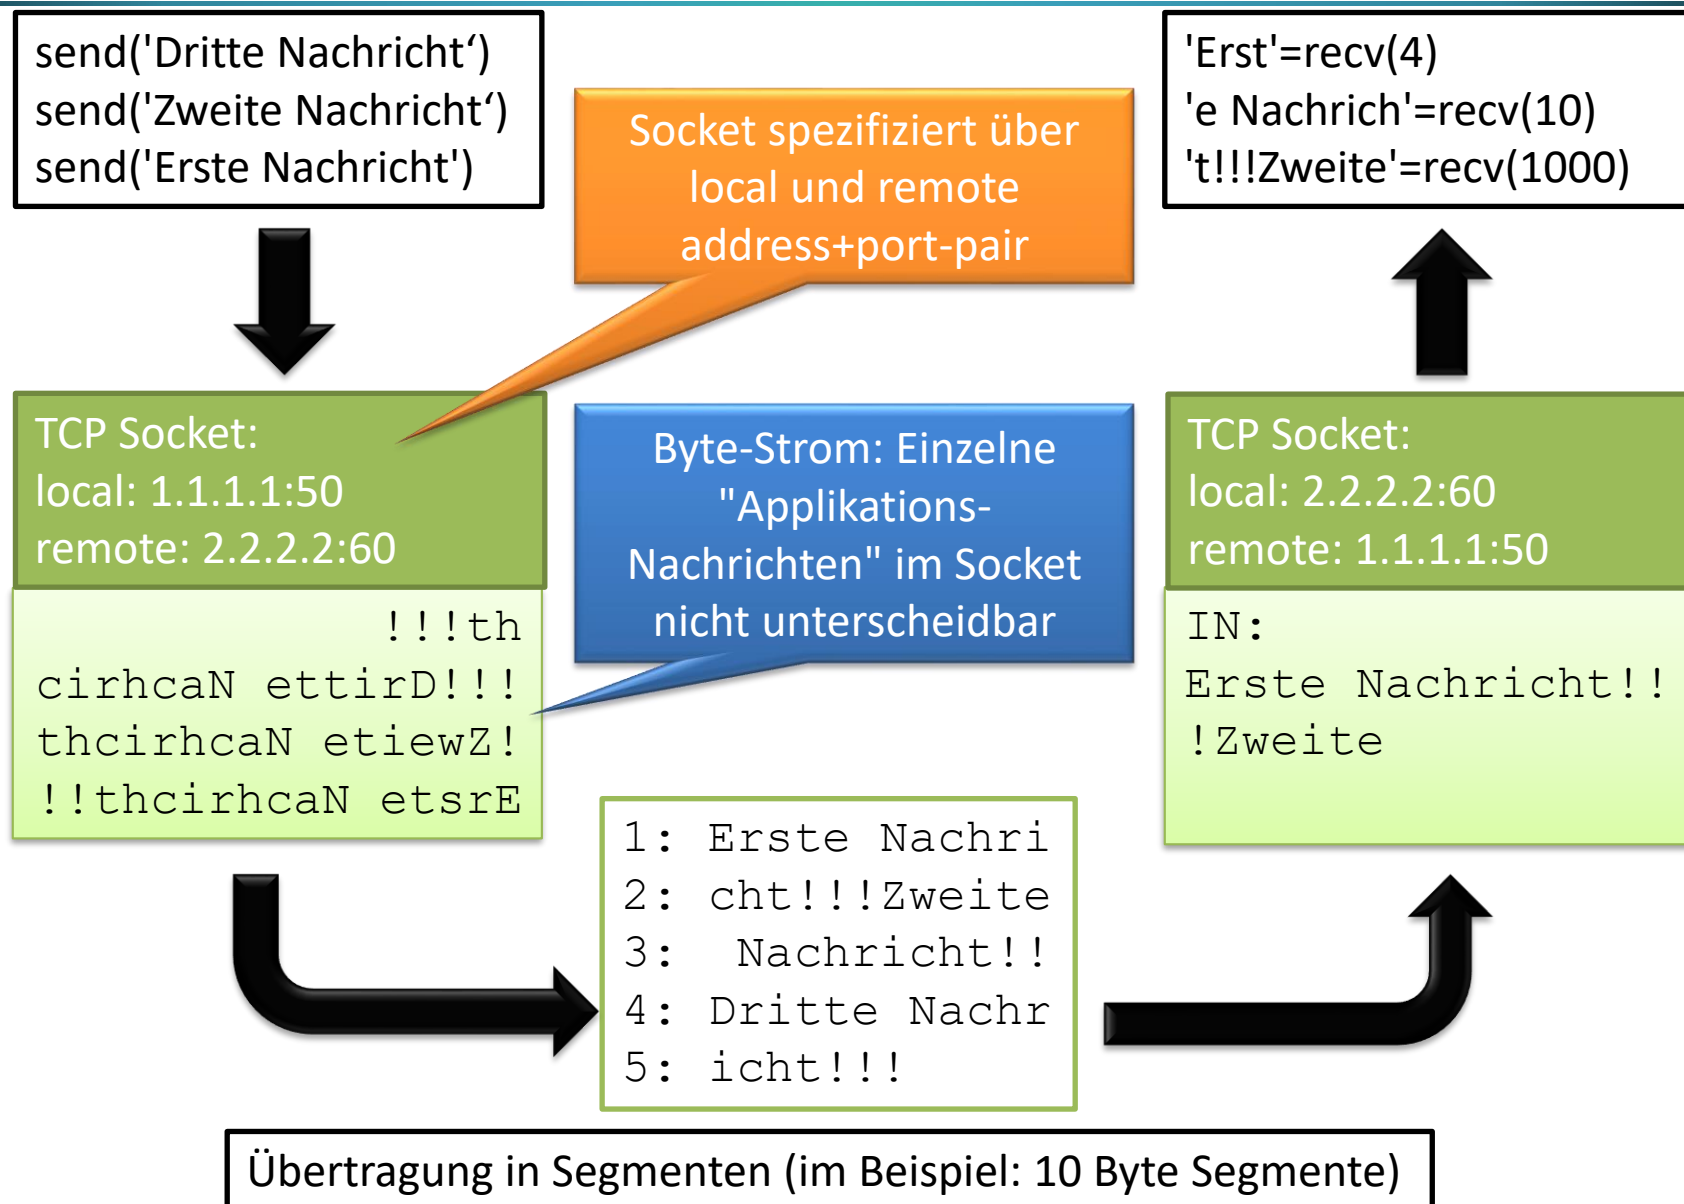 send('Dritte Nachricht‘)
send('Zweite Nachricht‘)
send('Erste Nachricht')
Socket spezifiziert über
local und remote
address+port-pair
'Erst'=recv(4)
'e Nachrich'=recv(10)
't!!!Zweite'=recv(1000)
TCP Socket:
local: 1.1.1.1:50
remote: 2.2.2.2:60
!!!th
cirhcaN ettirD!!!
thcirhcaN etiewZ!
!!thcirhcaN etsrE
Byte-Strom: Einzelne
"Applikations-
Nachrichten" im Socket
nicht unterscheidbar
TCP Socket:
local: 2.2.2.2:60
remote: 1.1.1.1:50
IN:
Erste Nachricht!!
!Zweite
1: Erste Nachri
2: cht!!!Zweite
3:  Nachricht!!
4: Dritte Nachr
5: icht!!!
Übertragung in Segmenten (im Beispiel: 10 Byte Segmente)